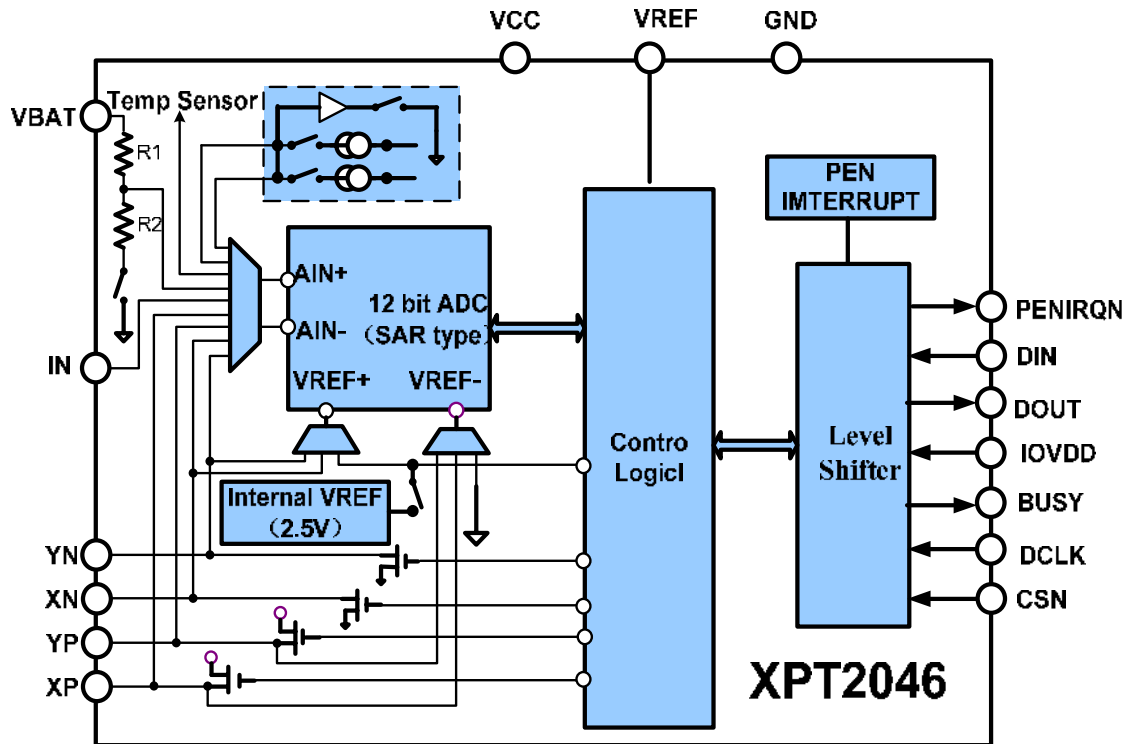 VCC
VREF
GND
VBAT
Temp Sensor
R1
R2
PEN
IMTERRUPT
AIN+
12 bit ADC
(SAR type)
AIN-
VREF+
VREF-
IN
PENIRQN
DIN
DOUT
IOVDD
BUSY
DCLK
CSN
Contro
Logicl
Level
Shifter
Internal VREF
(2.5V)
YN
XN
YP
XP
XPT2046